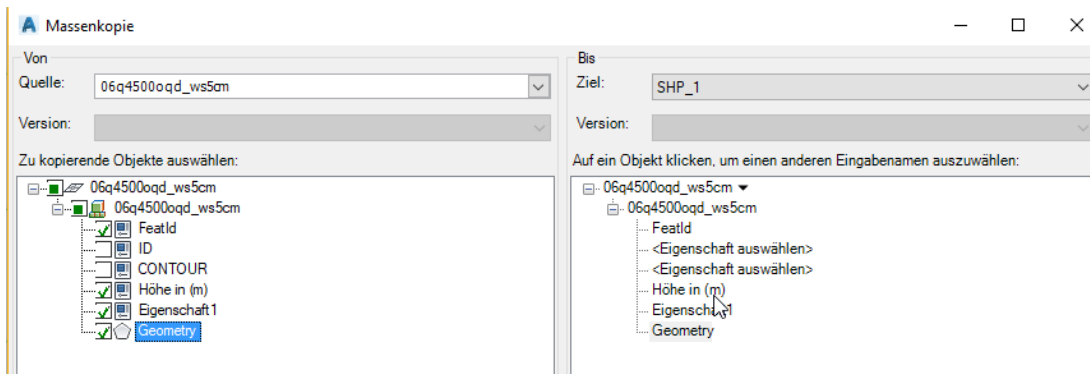 Massenkopie
Von
Quelle: 06q4500oqd_ws5cm
Version:
Zu kopierende Objekte auswählen:
06q4500oqd_ws5cm
06q4500oqd_ws5cm
FeatId
ID
CONTOUR
Höhe in (m)
Eigenschaft1
Geometry
Bis
Ziel: SHP_1
Version:
Auf ein Objekt klicken, um einen anderen Eingabenamen auszuwählen:
06q4500oqd_ws5cm
06q4500oqd_ws5cm
FeatId
<Eigenschaft auswählen>
<Eigenschaft auswählen>
Höhe in (m)
Eigenschaft1
Geometry